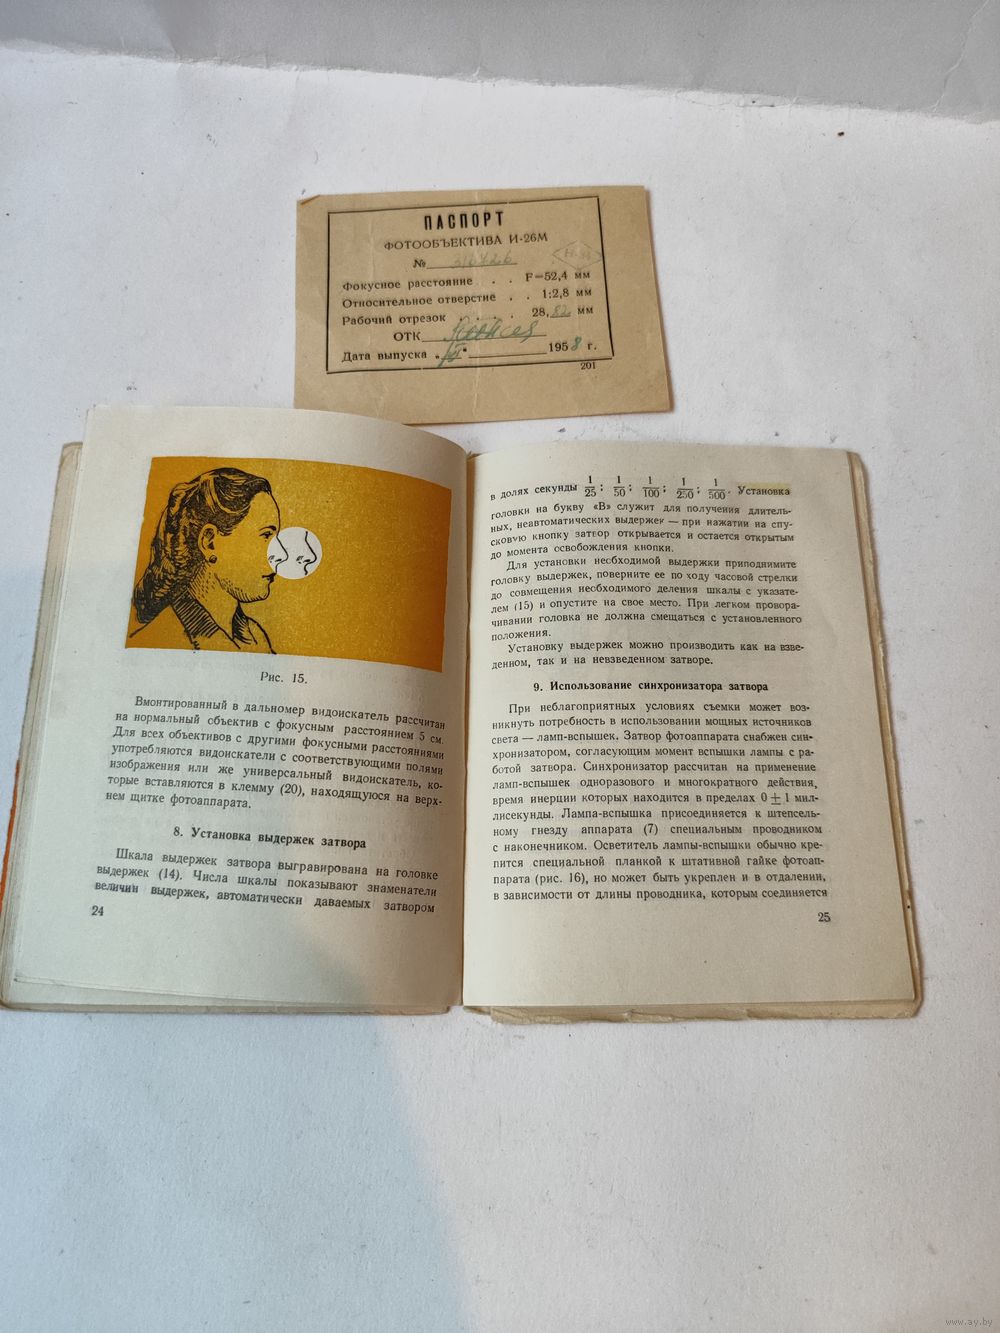 ПАСПОРТ
ФОТООБЪЕКТИВА И-26М
№
Фокусное расстояние . . F=52,4 мм
Относительное отверстие . . 1:2,8 мм
Рабочий отрезок . . . . 28,82 мм
ОТК
Дата выпуска „ “ 1958 г.
201
Рис. 15.
Вмонтированный в дальномер видоискатель рассчитан
на нормальный объектив с фокусным расстоянием 5 см.
Для всех объективов с другими фокусными расстояниями
употребляются видоискатели с соответствующими полями
изображения или же универсальный видоискатель, ко-
торые вставляются в клемму (20), находящуюся на верх-
нем щитке фотоаппарата.
8. Установка выдержек затвора
Шкала выдержек затвора выгравирована на головке
выдержек (14). Числа шкалы показывают знаменатели
величин выдержек, автоматически даваемых затвором
24
в долях секунды 1/25; 1/50; 1/100; 1/250; 1/500. Установка
головки на букву «В» служит для получения длитель-
ных, неавтоматических выдержек — при нажатии на спу-
сковую кнопку затвор открывается и остается открытым
до момента освобождения кнопки.
Для установки необходимой выдержки приподнимите
головку выдержек, поверните ее по ходу часовой стрелки
до совмещения необходимого деления шкалы с указате-
лем (15) и опустите на свое место. При легком провора-
чивании головка не должна смещаться с установленного
положения.
Установку выдержек можно производить как на взве-
денном, так и на невзведенном затворе.
9. Использование синхронизатора затвора
При неблагоприятных условиях съемки может воз-
никнуть потребность в использовании мощных источников
света — ламп-вспышек. Затвор фотоаппарата снабжен син-
хронизатором, согласующим момент вспышки лампы с ра-
ботой затвора. Синхронизатор рассчитан на применение
ламп-вспышек одноразового и многократного действия,
время инерции которых находится в пределах 0 ± 1 мил-
лисекунды. Лампа-вспышка присоединяется к штепсель-
ному гнезду аппарата (7) специальным проводником
с наконечником. Осветитель лампы-вспышки обычно кре-
пится специальной планкой к штативной гайке фотоап-
парата (рис. 16), но может быть укреплен и в отдалении,
в зависимости от длины проводника, которым соединяется
25
www.ay.by